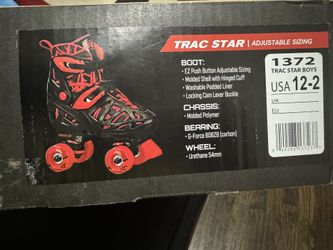 TRAC STAR | ADJUSTABLE SIZING
BOOT:
• EZ Push Button Adjustable Sizing
• Molded Shell with Hinged Cuff
• Washable Padded Liner
• Locking Cam Lever Buckle
CHASSIS:
Molded Polymer
BEARING:
• G-Force 608ZB (carbon)
WHEEL:
Urethane 54mm
1372
TRAC STAR BOYS
USA 12-2
UK
EU